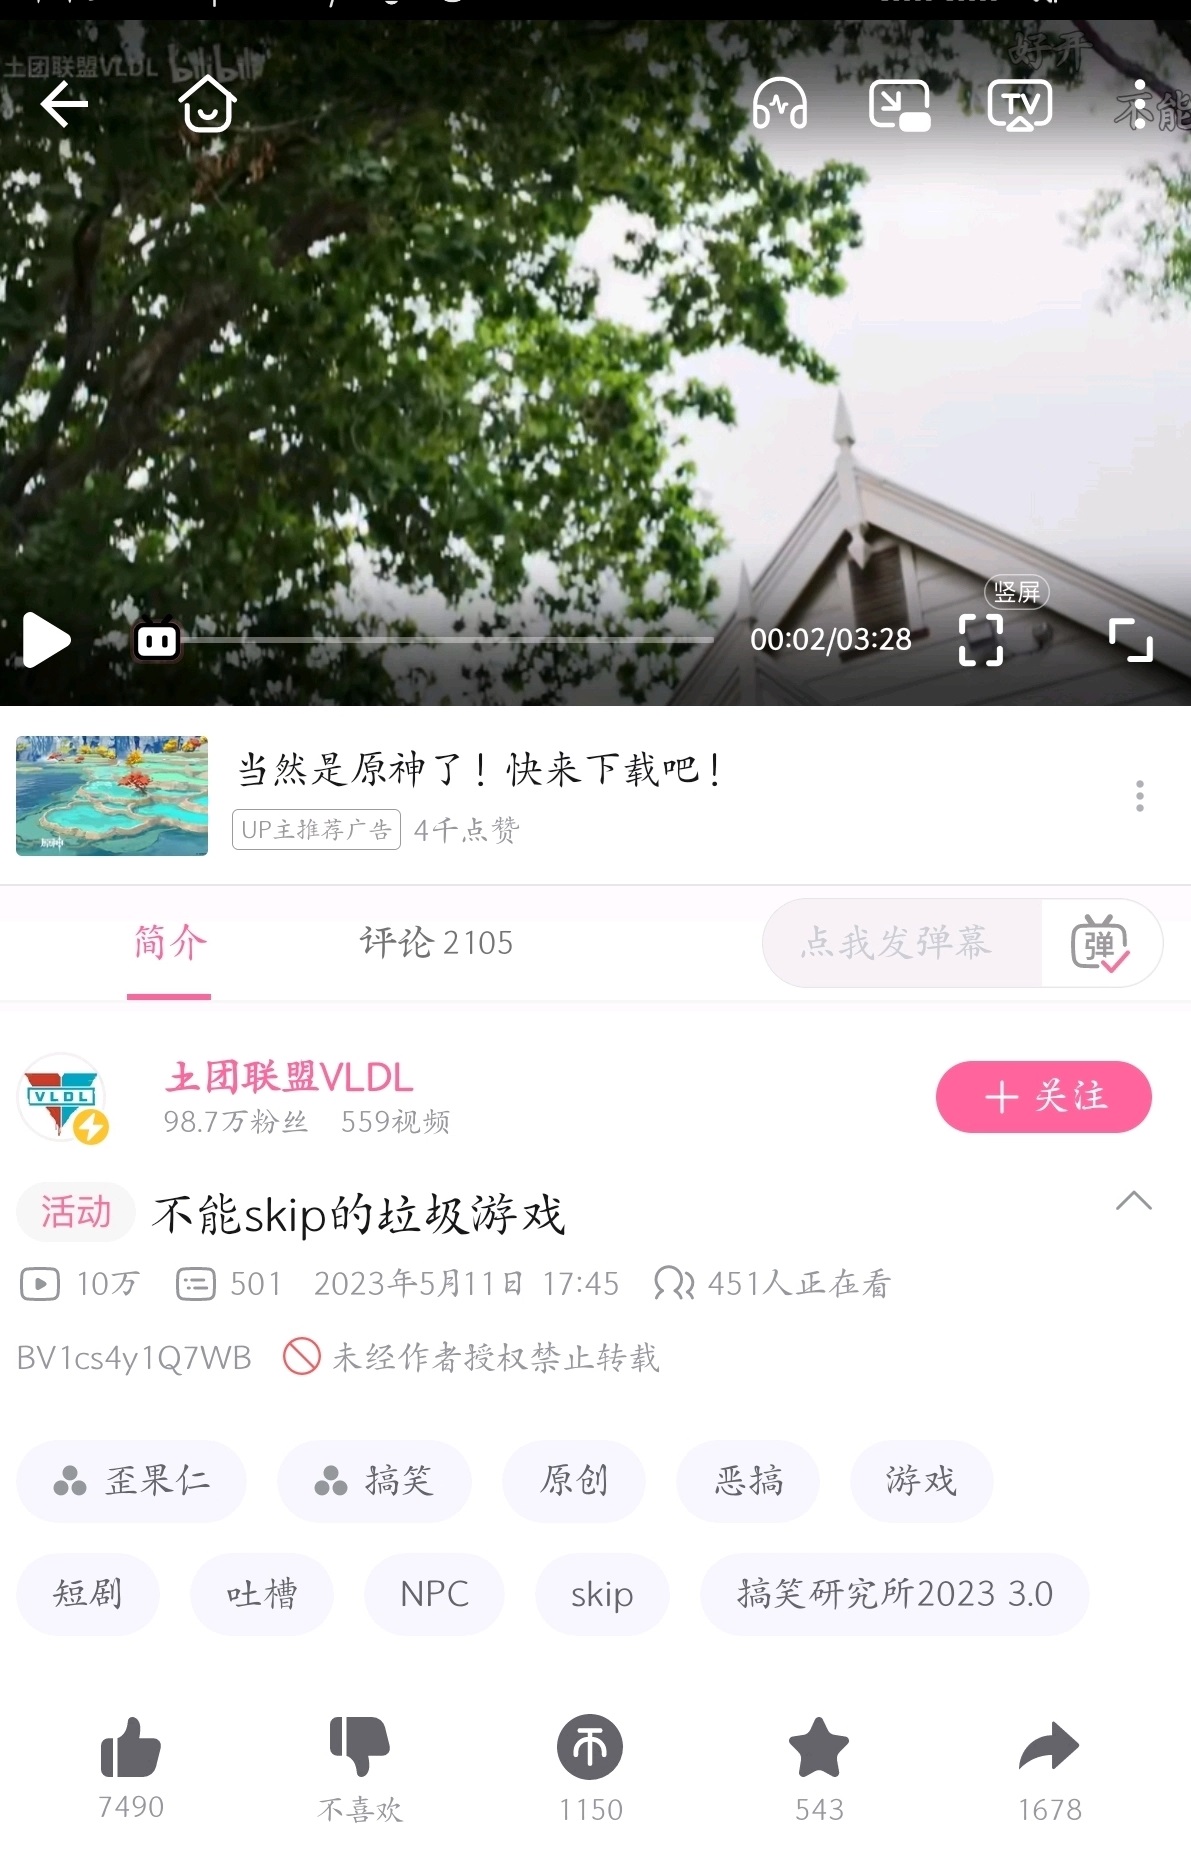 土团联盟VLDL bilibili
好开
不能
TV
竖屏
00:02/03:28
当然是原神了！快来下载吧！
原神
UP主推荐广告 4千点赞
简介 评论 2105 点我发弹幕 弹
VLDL
土团联盟VLDL
98.7万粉丝 559视频
+ 关注
活动 不能skip的垃圾游戏
10万 501 2023年5月11日 17:45 451人正在看
BV1cs4y1Q7WB 未经作者授权禁止转载
歪果仁 搞笑 原创 恶搞 游戏
短剧 吐槽 NPC skip 搞笑研究所2023 3.0
7490 不喜欢 1150 543 1678